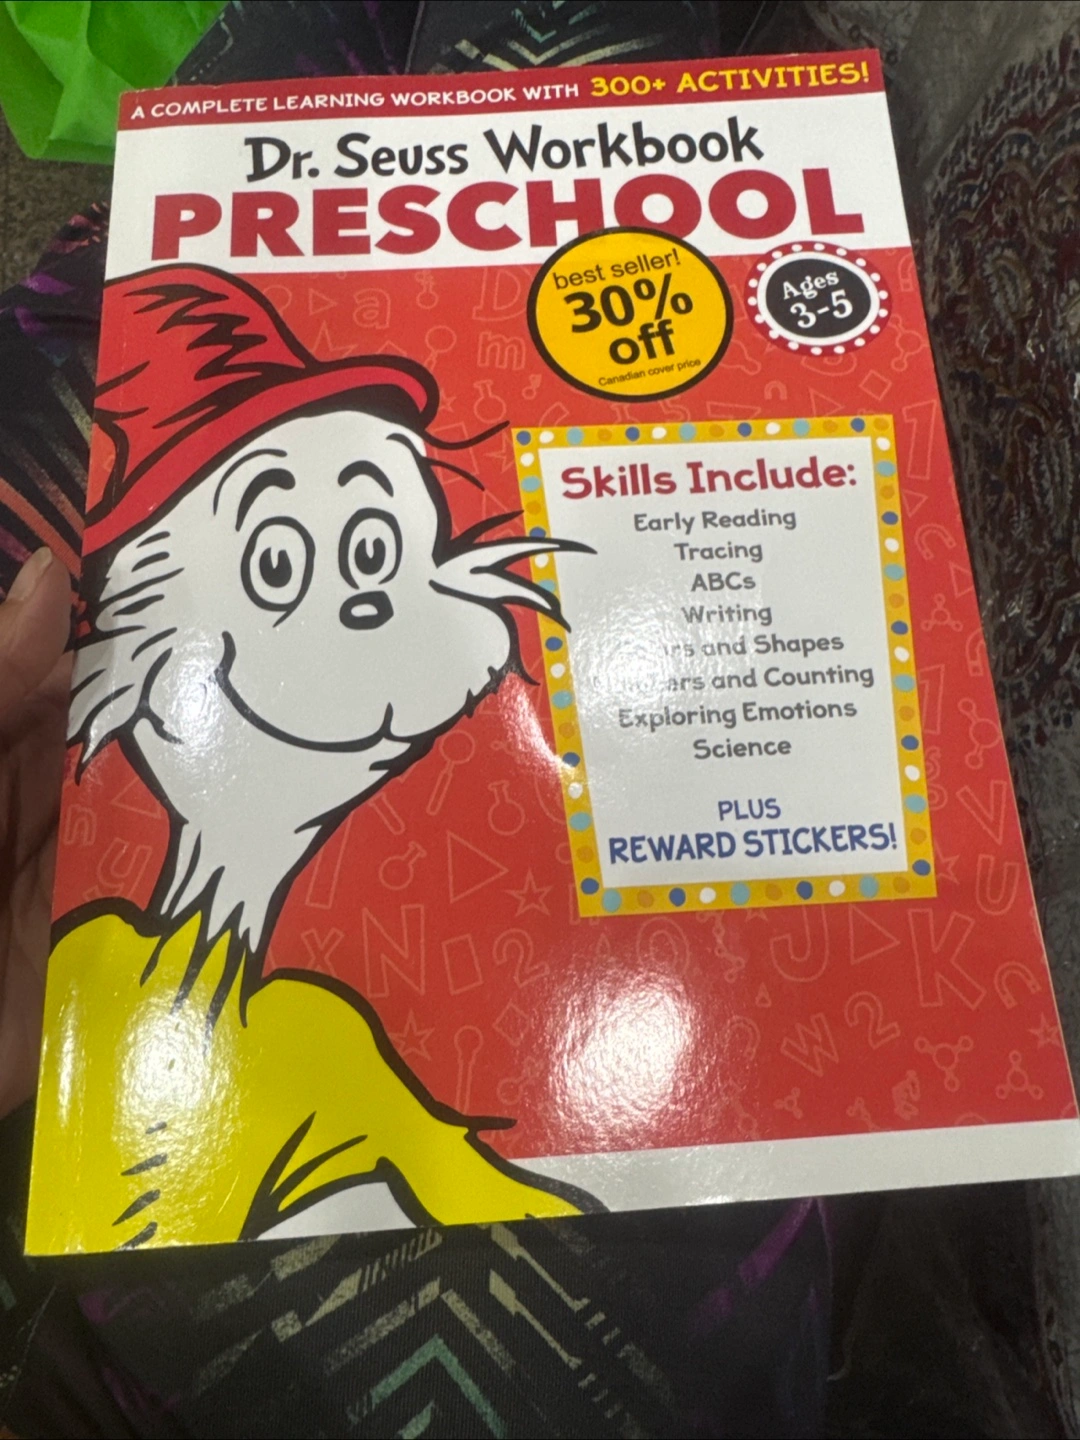 A COMPLETE LEARNING WORKBOOK WITH 300+ ACTIVITIES!
Dr. Seuss Workbook
PRESCHOOL
best seller!
30%
off
Canadian cover price
Ages
3-5
Skills Include:
Early Reading
Tracing
ABCs
Writing
and Shapes
and Counting
Exploring Emotions
Science
PLUS
REWARD STICKERS!